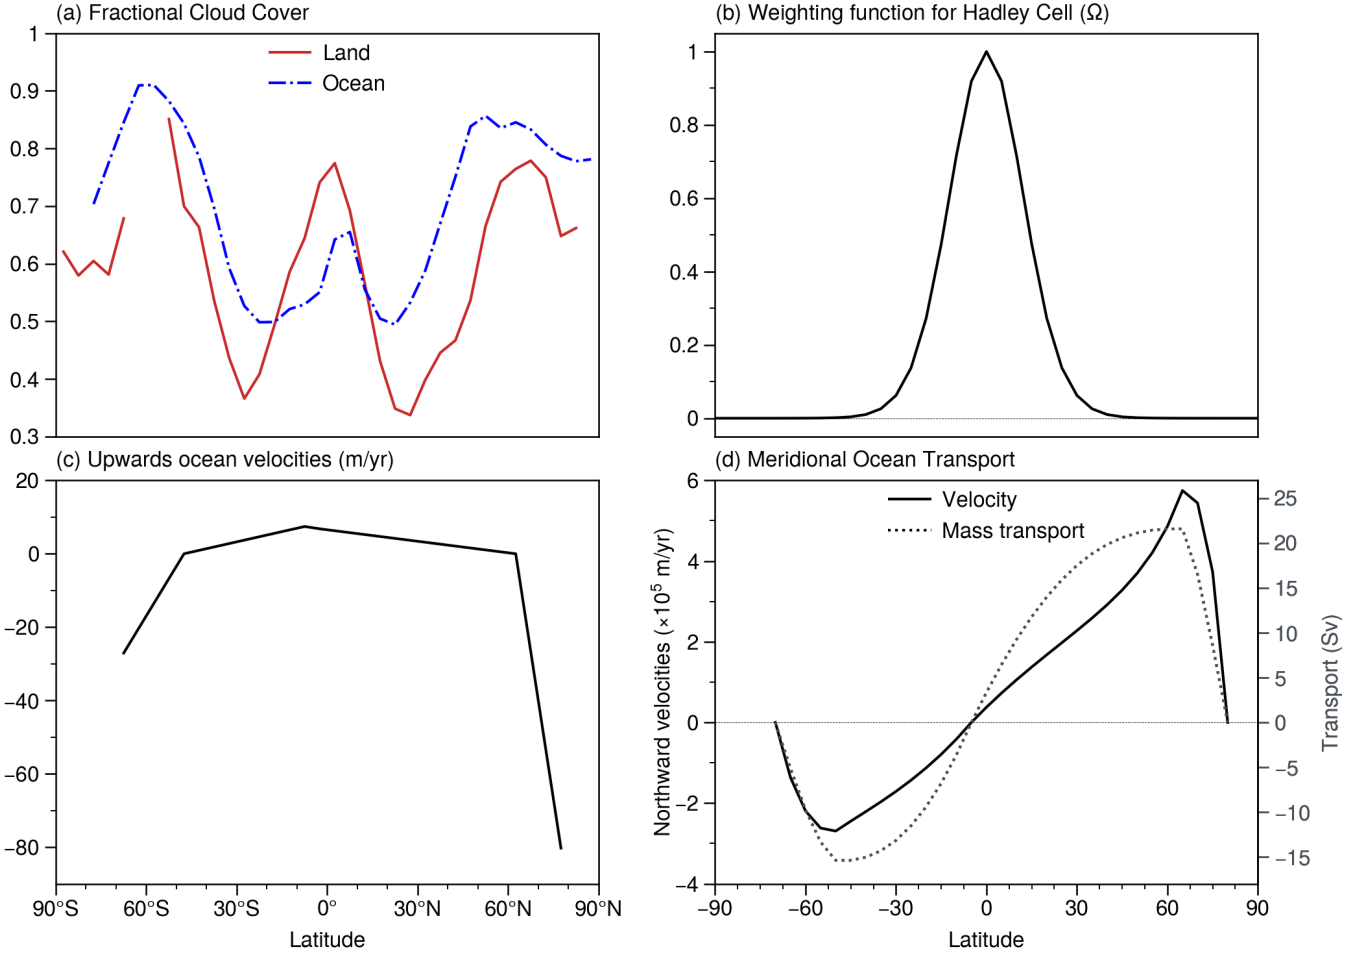 (a) Fractional Cloud Cover
1
0.9
0.8
0.7
0.6
0.5
0.4
0.3
Land
Ocean
(b) Weighting function for Hadley Cell (Ω)
1
0.8
0.6
0.4
0.2
0
(c) Upwards ocean velocities (m/yr)
20
0
−20
−40
−60
−80
90°S 60°S 30°S 0° 30°N 60°N 90°N
Latitude
(d) Meridional Ocean Transport
Northward velocities (×10⁵ m/yr)
6
4
2
0
−2
−4
Velocity
Mass transport
25
20
15
10
5
0
−5
−10
−15
Transport (Sv)
−90 −60 −30 0 30 60 90
Latitude